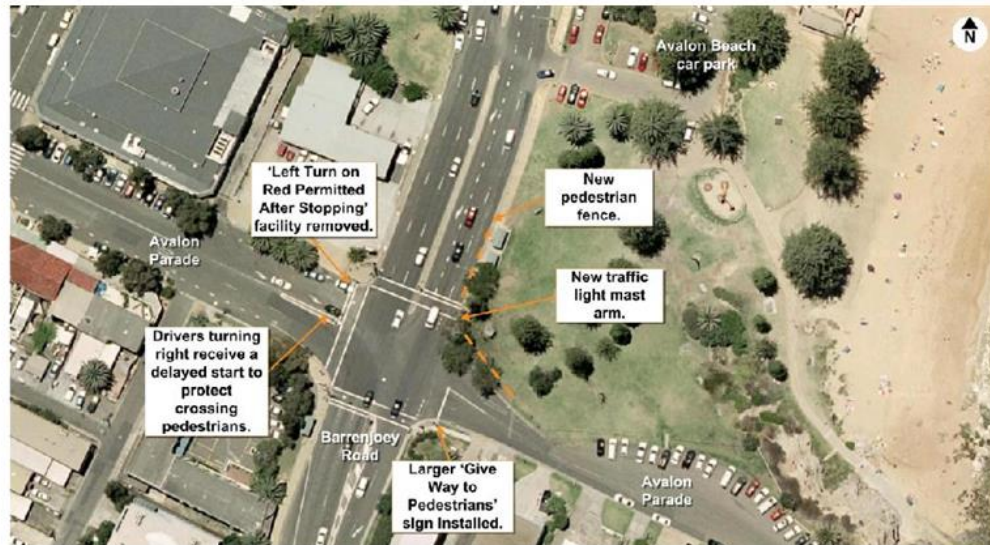 N
Avalon Beach
car park
'Left Turn on
Red Permitted
After Stopping'
facility removed.
New
pedestrian
fence.
Avalon
Parade
New traffic
light mast
arm.
Drivers turning
right receive a
delayed start to
protect
crossing
pedestrians.
Barrenjoey
Road
Larger 'Give
Way to
Pedestrians'
sign installed.
Avalon
Parade